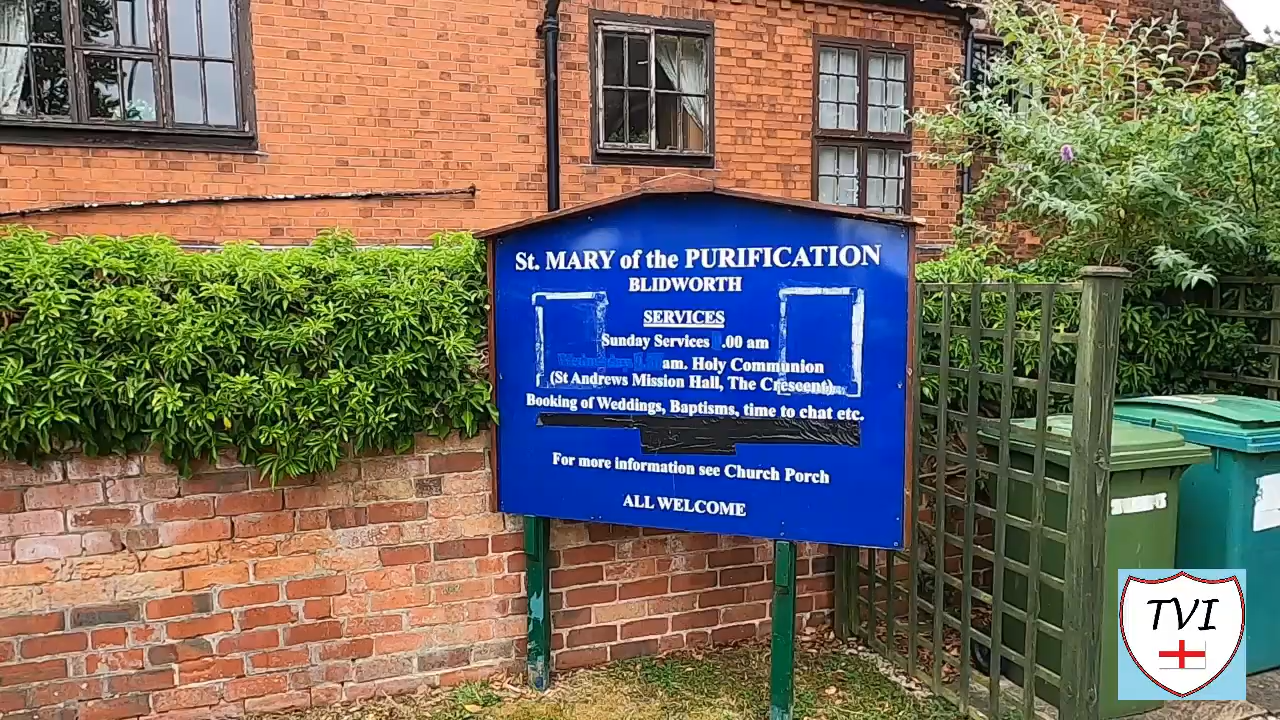 St. MARY of the PURIFICATION
BLIDWORTH
SERVICES
Sunday Services .00 am
am. Holy Communion
(St Andrews Mission Hall, The Crescent)
Booking of Weddings, Baptisms, time to chat etc.
For more information see Church Porch
ALL WELCOME
TVI